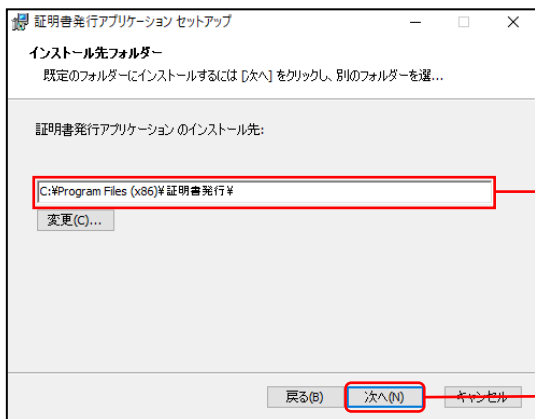 証明書発行アプリケーション セットアップ
インストール先フォルダー
既定のフォルダーにインストールするには [次へ] をクリックし、別のフォルダーを選...
証明書発行アプリケーション のインストール先:
C:¥Program Files (x86)¥証明書発行¥
変更(C)...
戻る(B) 次へ(N) キャンセル